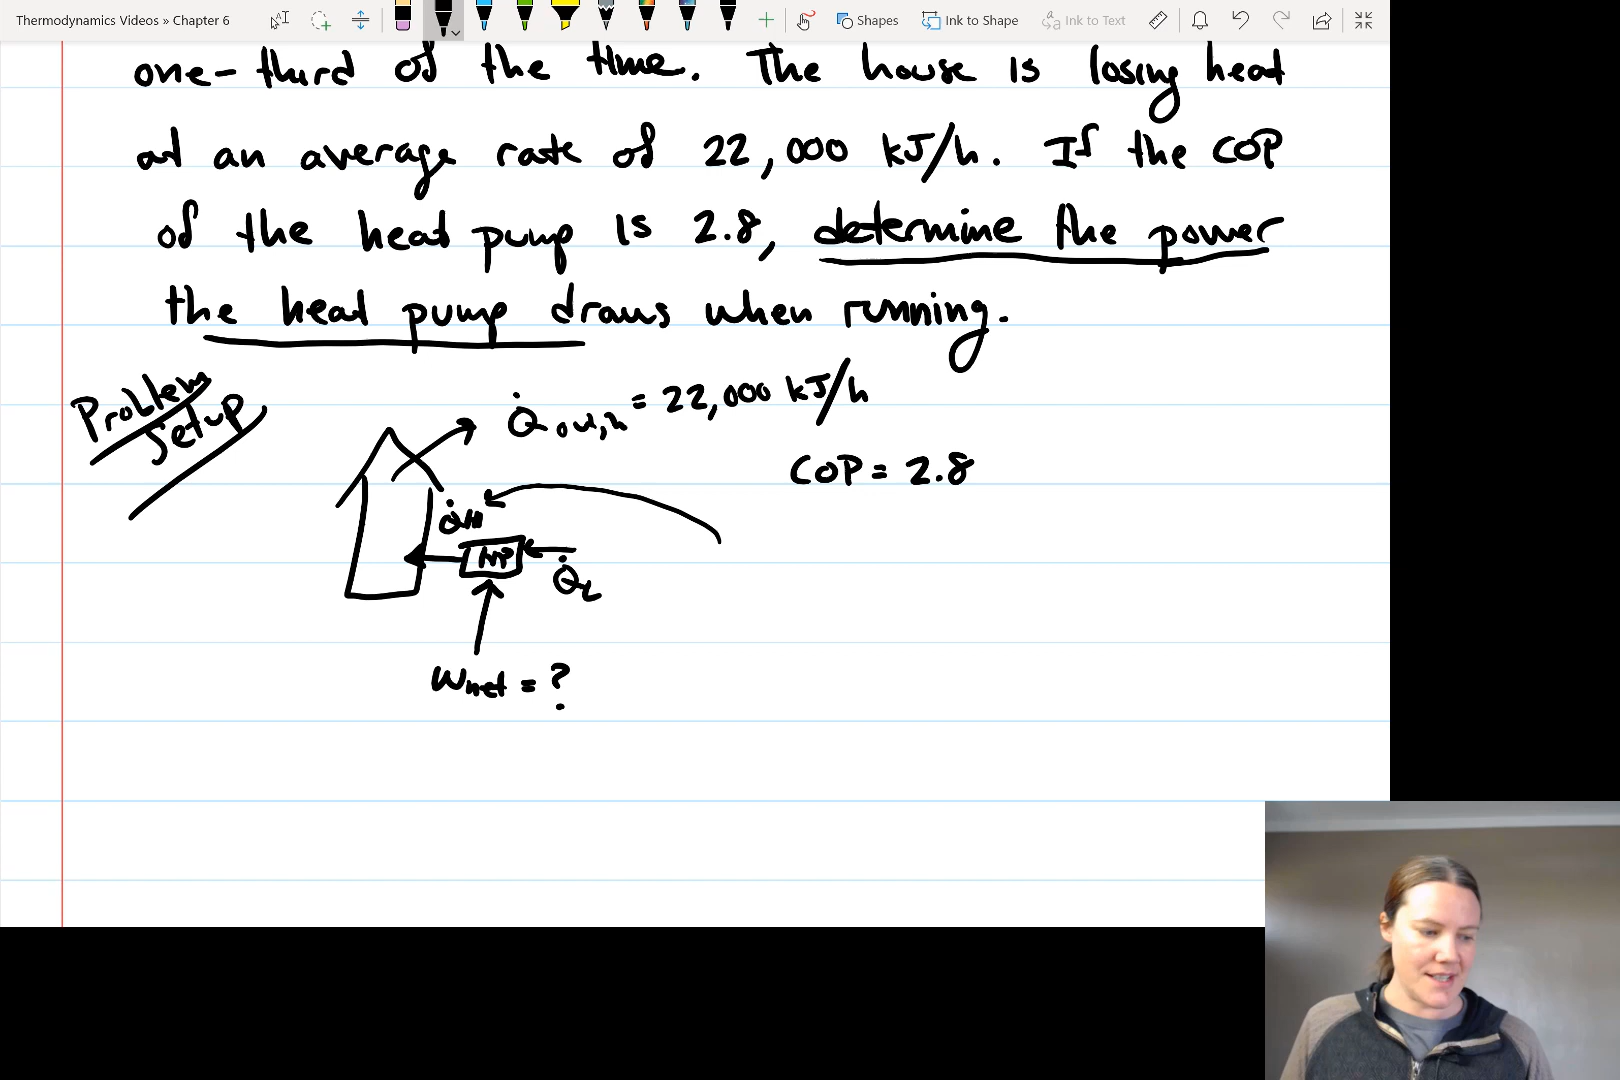 Thermodynamics Videos » Chapter 6
Shapes
Ink to Shape
Ink to Text
one-third of the time. The house is losing heat
at an average rate of 22,000 kJ/h. If the COP
of the heat pump is 2.8, determine the power
the heat pump draws when running.
Problem
Setup
Q̇out,h = 22,000 kJ/h
COP = 2.8
Q̇H
HP
Q̇L
Wnet = ?